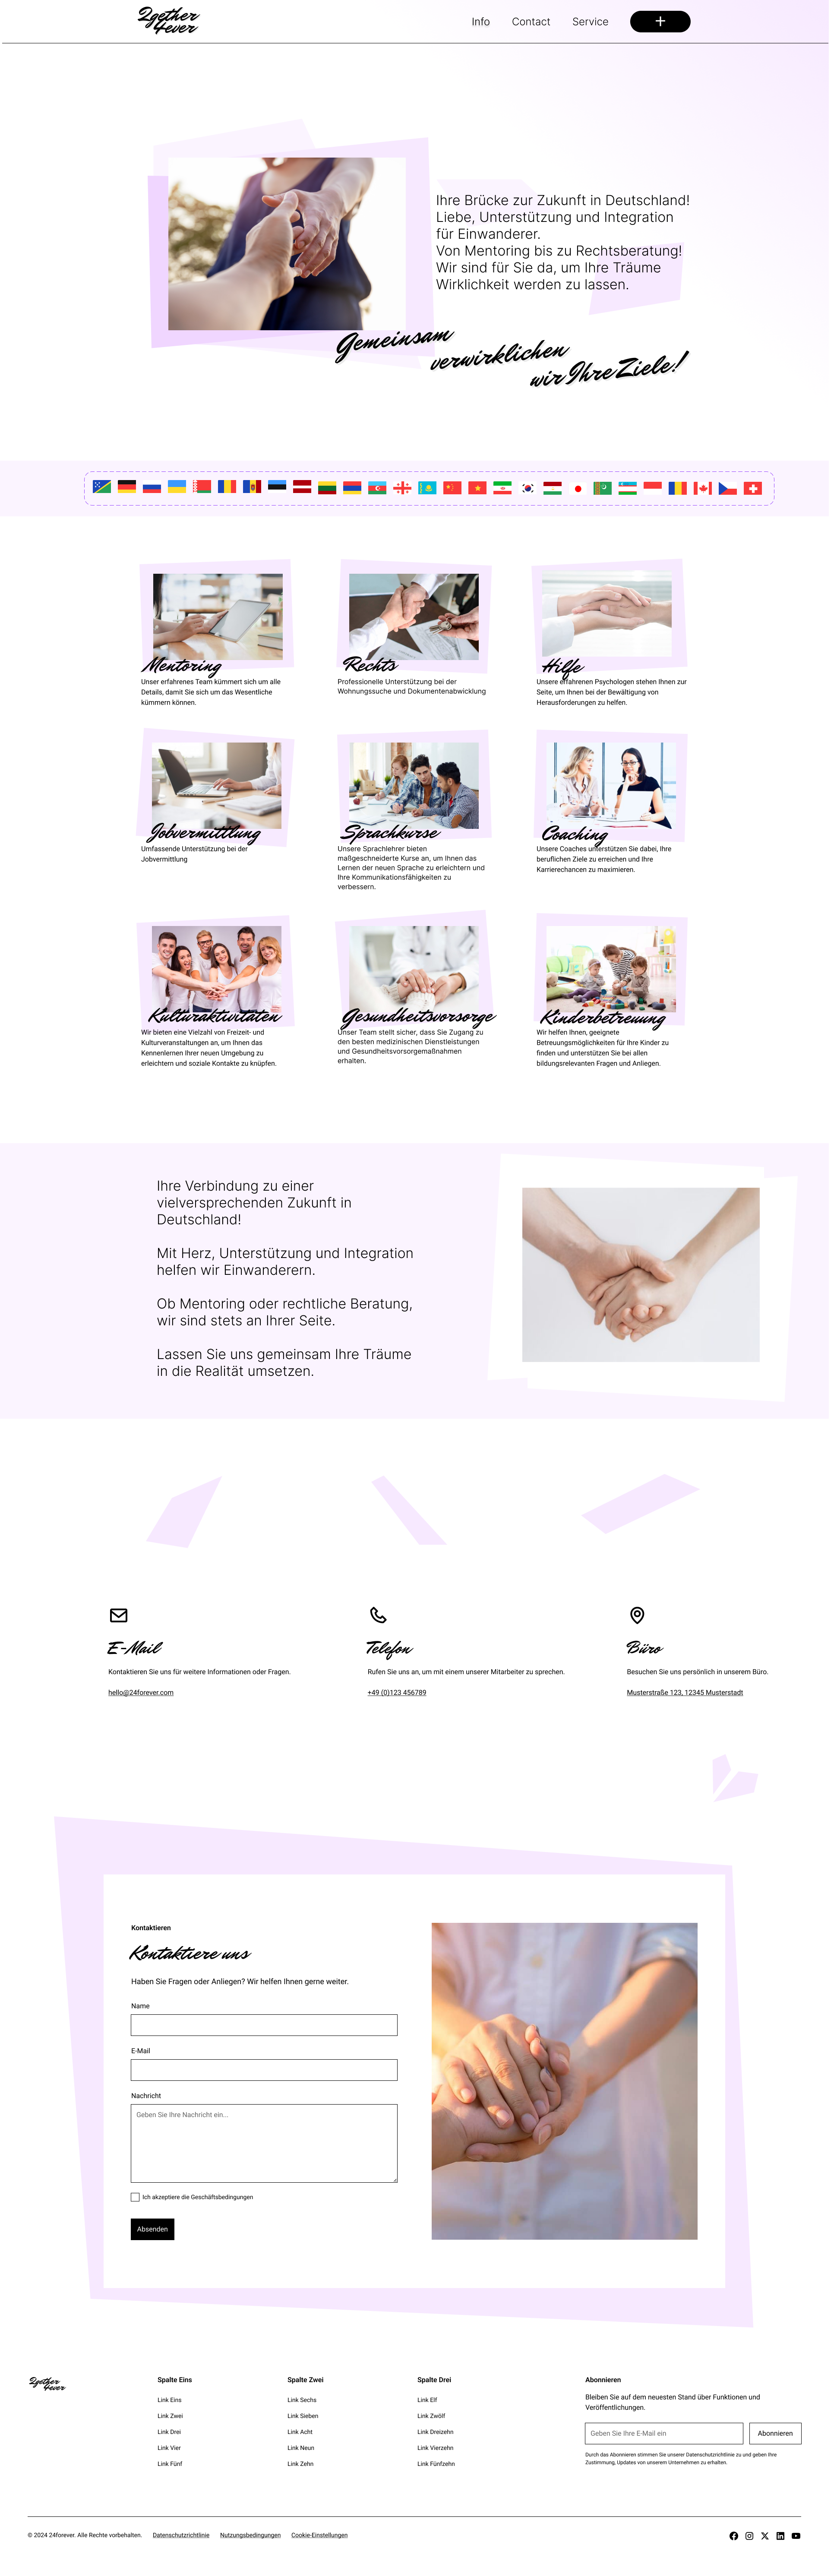 2gether
4ever
Info
Contact
Service
Ihre Brücke zur Zukunft in Deutschland!
Liebe, Unterstützung und Integration
für Einwanderer.
Von Mentoring bis zu Rechtsberatung!
Wir sind für Sie da, um Ihre Träume
Wirklichkeit werden zu lassen.
Gemeinsam
verwirklichen
wir Ihre Ziele!
Mentoring
Unser erfahrenes Team kümmert sich um alle
Details, damit Sie sich um das Wesentliche
kümmern können.
Rechts
Professionelle Unterstützung bei der
Wohnungssuche und Dokumentenabwicklung
Hilfe
Unsere erfahrenen Psychologen stehen Ihnen zur
Seite, um Ihnen bei der Bewältigung von
Herausforderungen zu helfen.
Jobvermittlung
Umfassende Unterstützung bei der
Jobvermittlung
Sprachkurse
Unsere Sprachlehrer bieten
maßgeschneiderte Kurse an, um Ihnen das
Lernen der neuen Sprache zu erleichtern und
Ihre Kommunikationsfähigkeiten zu
verbessern.
Coaching
Unsere Coaches unterstützen Sie dabei, Ihre
beruflichen Ziele zu erreichen und Ihre
Karrierechancen zu maximieren.
Kulturaktivitäten
Wir bieten eine Vielzahl von Freizeit- und
Kulturveranstaltungen an, um Ihnen das
Kennenlernen Ihrer neuen Umgebung zu
erleichtern und soziale Kontakte zu knüpfen.
Gesundheitsvorsorge
Unser Team stellt sicher, dass Sie Zugang zu
den besten medizinischen Dienstleistungen
und Gesundheitsvorsorgemaßnahmen
erhalten.
Kinderbetreuung
Wir helfen Ihnen, geeignete
Betreuungsmöglichkeiten für Ihre Kinder zu
finden und unterstützen Sie bei allen
bildungsrelevanten Fragen und Anliegen.
Ihre Verbindung zu einer
vielversprechenden Zukunft in
Deutschland!
Mit Herz, Unterstützung und Integration
helfen wir Einwanderern.
Ob Mentoring oder rechtliche Beratung,
wir sind stets an Ihrer Seite.
Lassen Sie uns gemeinsam Ihre Träume
in die Realität umsetzen.
E-Mail
Kontaktieren Sie uns für weitere Informationen oder Fragen.
hello@24forever.com
Telefon
Rufen Sie uns an, um mit einem unserer Mitarbeiter zu sprechen.
+49 (0)123 456789
Büro
Besuchen Sie uns persönlich in unserem Büro.
Musterstraße 123, 12345 Musterstadt
Kontaktieren
Kontaktiere uns
Haben Sie Fragen oder Anliegen? Wir helfen Ihnen gerne weiter.
Name
E-Mail
Nachricht
Geben Sie Ihre Nachricht ein...
Ich akzeptiere die Geschäftsbedingungen
Absenden
2gether
4ever
Spalte Eins
Link Eins
Link Zwei
Link Drei
Link Vier
Link Fünf
Spalte Zwei
Link Sechs
Link Sieben
Link Acht
Link Neun
Link Zehn
Spalte Drei
Link Elf
Link Zwölf
Link Dreizehn
Link Vierzehn
Link Fünfzehn
Abonnieren
Bleiben Sie auf dem neuesten Stand über Funktionen und
Veröffentlichungen.
Geben Sie Ihre E-Mail ein
Abonnieren
Durch das Abonnieren stimmen Sie unserer Datenschutzrichtlinie zu und geben Ihre
Zustimmung, Updates von unserem Unternehmen zu erhalten.
© 2024 24forever. Alle Rechte vorbehalten.
Datenschutzrichtlinie
Nutzungsbedingungen
Cookie-Einstellungen